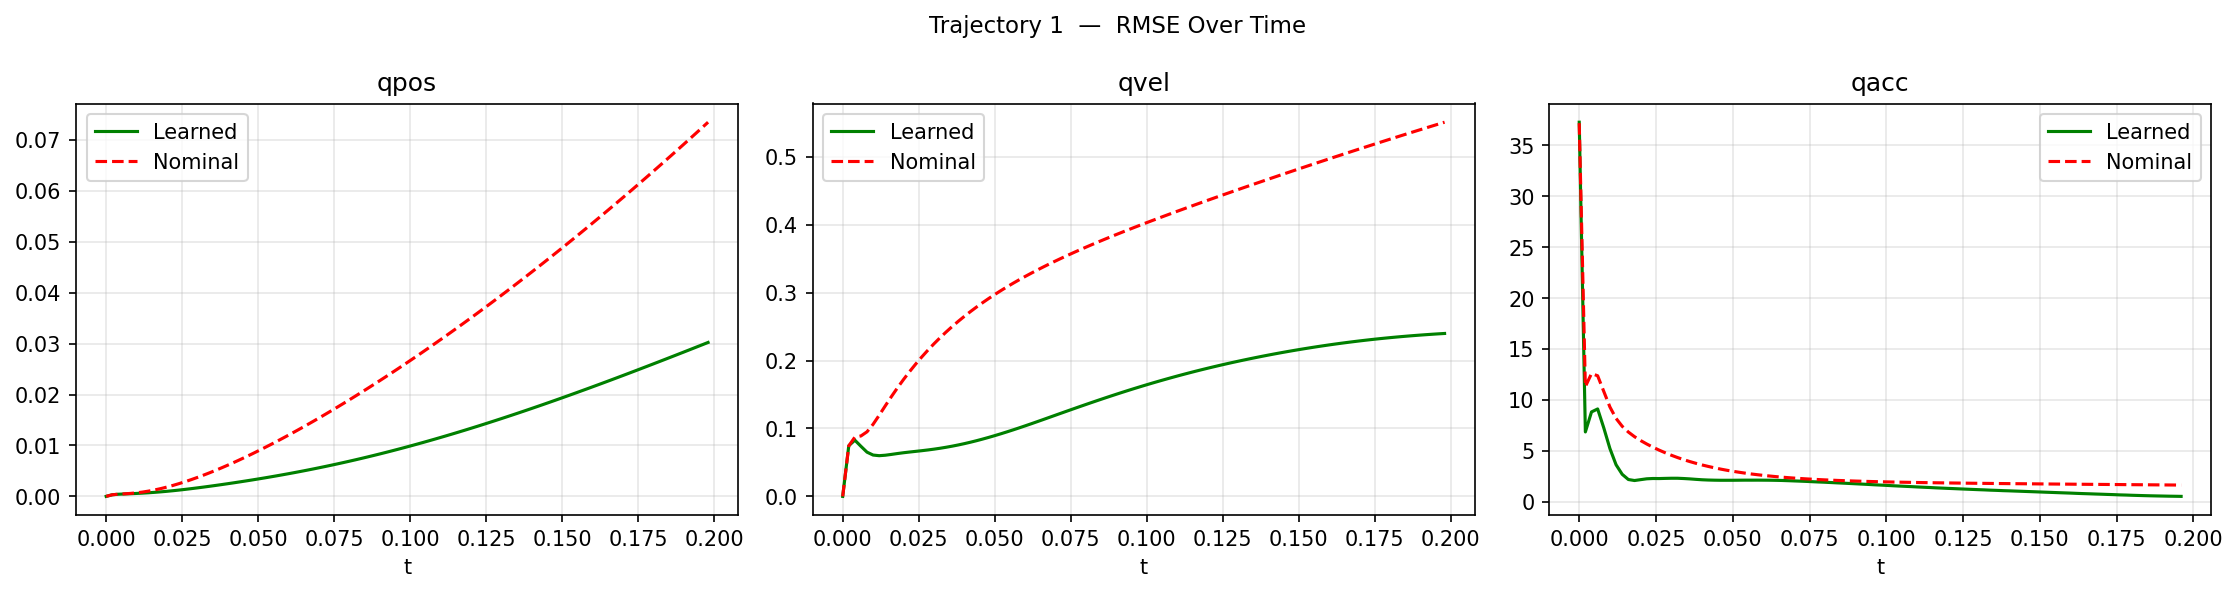 Trajectory 1 — RMSE Over Time
qpos
Learned
Nominal
0.07
0.06
0.05
0.04
0.03
0.02
0.01
0.00
0.000 0.025 0.050 0.075 0.100 0.125 0.150 0.175 0.200
t
qvel
Learned
Nominal
0.5
0.4
0.3
0.2
0.1
0.0
0.000 0.025 0.050 0.075 0.100 0.125 0.150 0.175 0.200
t
qacc
Learned
Nominal
35
30
25
20
15
10
5
0
0.000 0.025 0.050 0.075 0.100 0.125 0.150 0.175 0.200
t